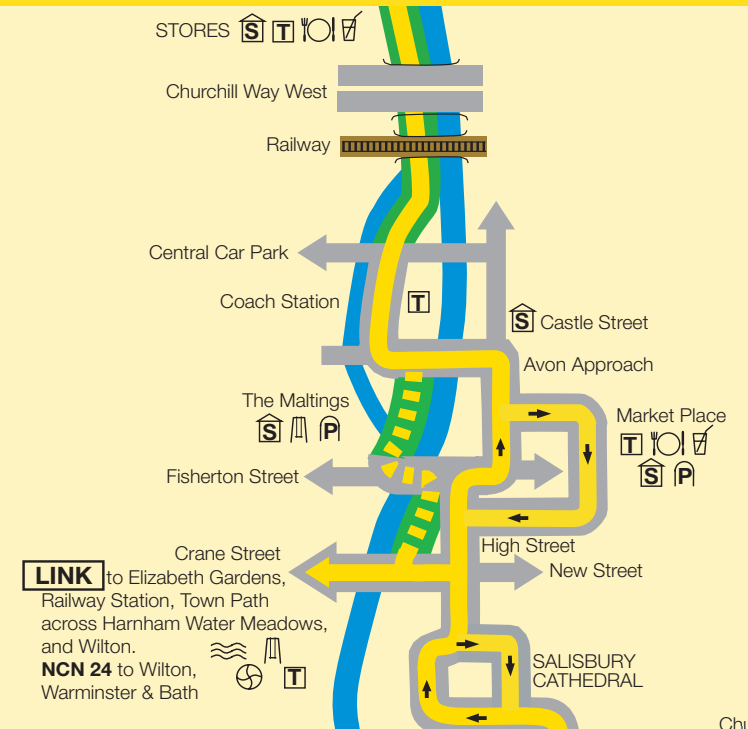 STORES S T
Churchill Way West
Railway
Central Car Park
Coach Station T
S Castle Street
Avon Approach
The Maltings
S P
Market Place
T
S P
Fisherton Street
High Street
Crane Street
New Street
LINK to Elizabeth Gardens,
Railway Station, Town Path
across Harnham Water Meadows,
and Wilton.
NCN 24 to Wilton,
Warminster & Bath
T
SALISBURY
CATHEDRAL